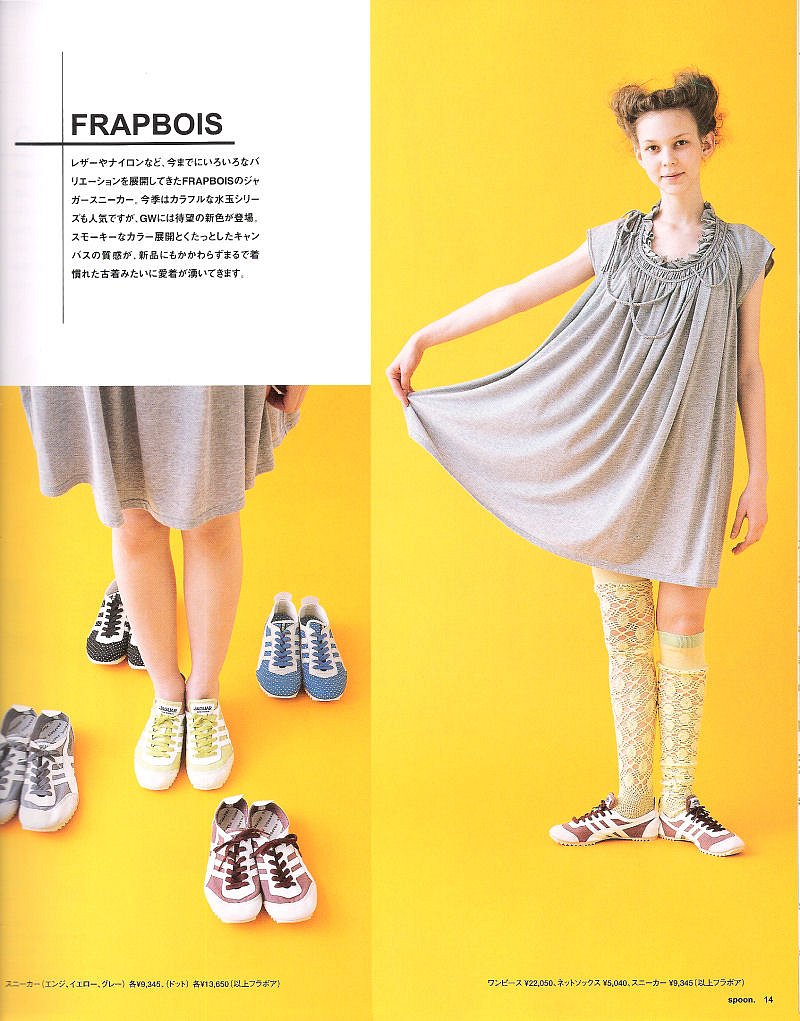 FRAPBOIS
レザーやナイロンなど、今までにいろいろなバ
リエーションを展開してきたFRAPBOISのジャ
ガースニーカー。今季はカラフルな水玉シリー
ズも人気ですが、GWには待望の新色が登場。
スモーキーなカラー展開とくたっとしたキャン
バスの質感が、新品にもかかわらずまるで着
慣れた古着みたいに愛着が湧いてきます。
JAGUAR
スニーカー（エンジ、イエロー、グレー） 各¥9,345、（ドット） 各¥13,650（以上フラボア）
ワンピース ¥22,050、ネットソックス ¥5,040、スニーカー ¥9,345（以上フラボア）
spoon. 14